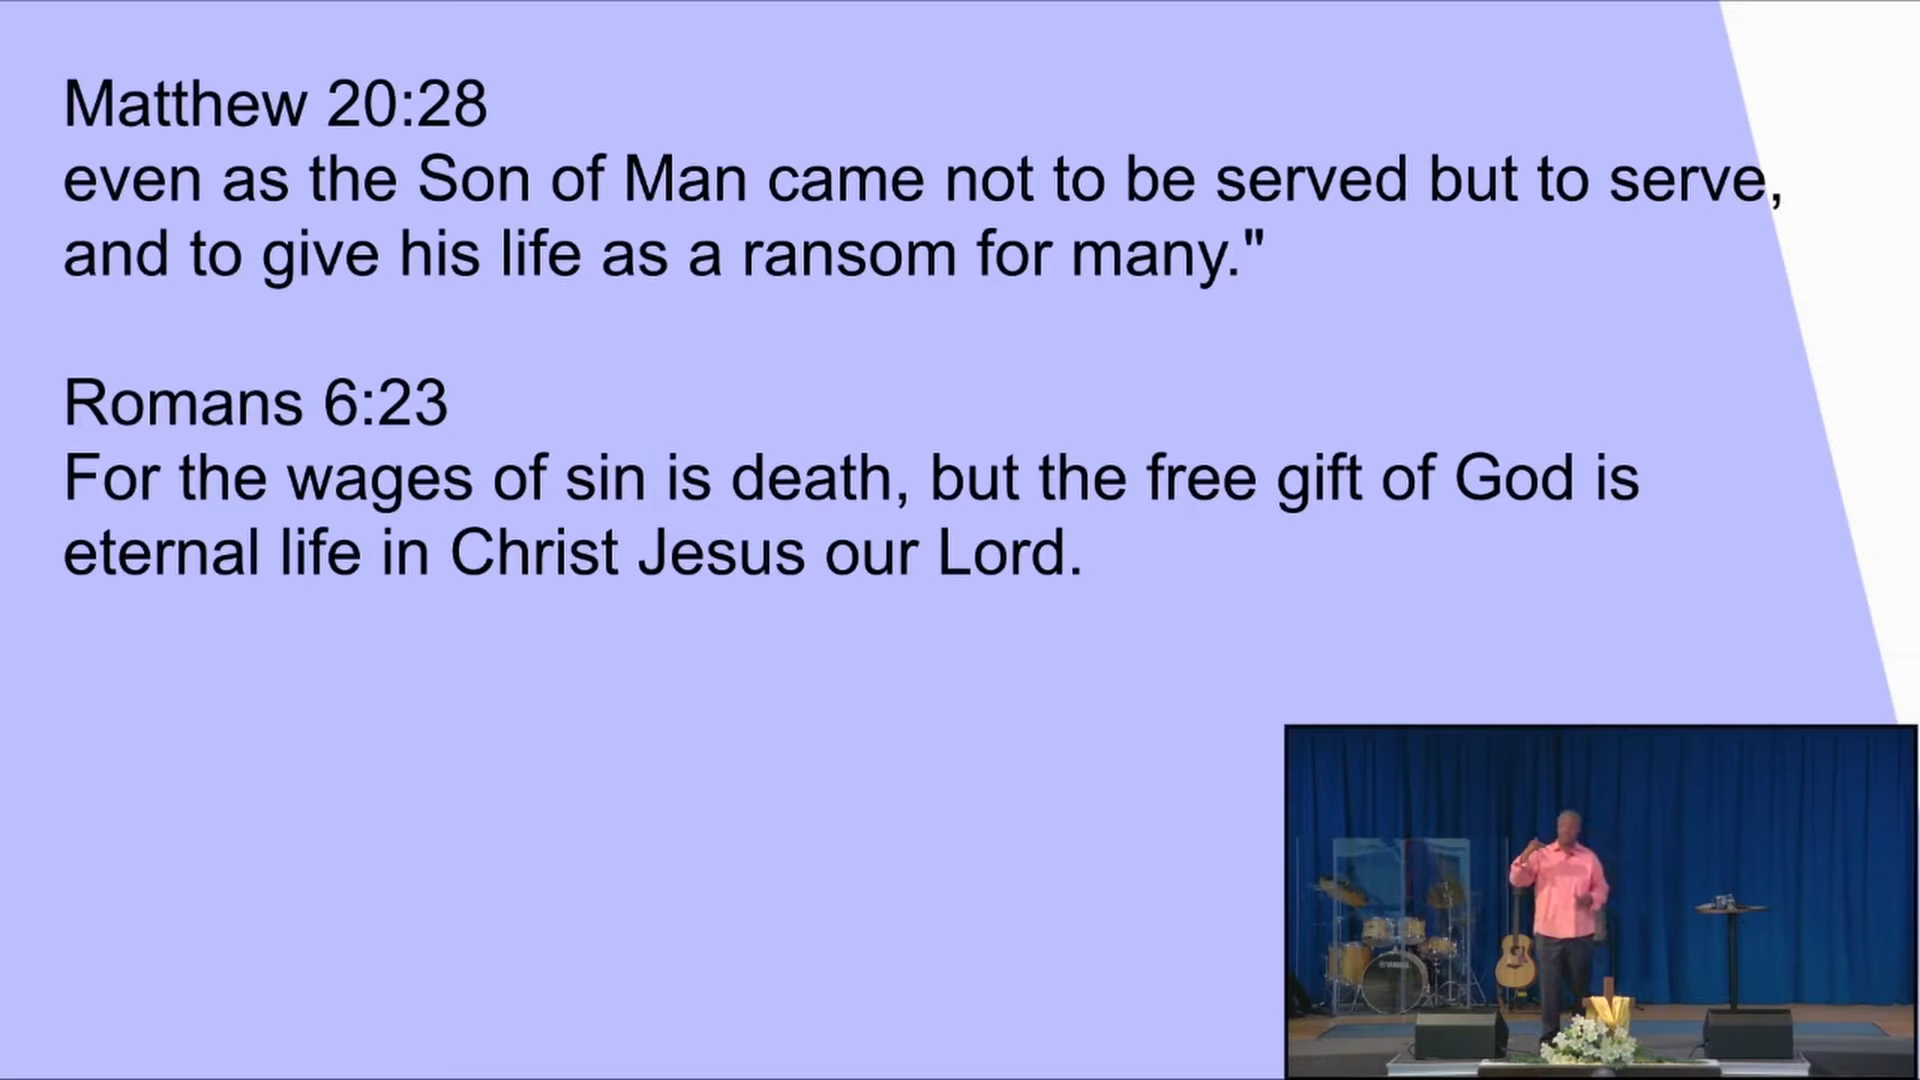 Matthew 20:28
even as the Son of Man came not to be served but to serve,
and to give his life as a ransom for many."
Romans 6:23
For the wages of sin is death, but the free gift of God is
eternal life in Christ Jesus our Lord.
YAMAHA